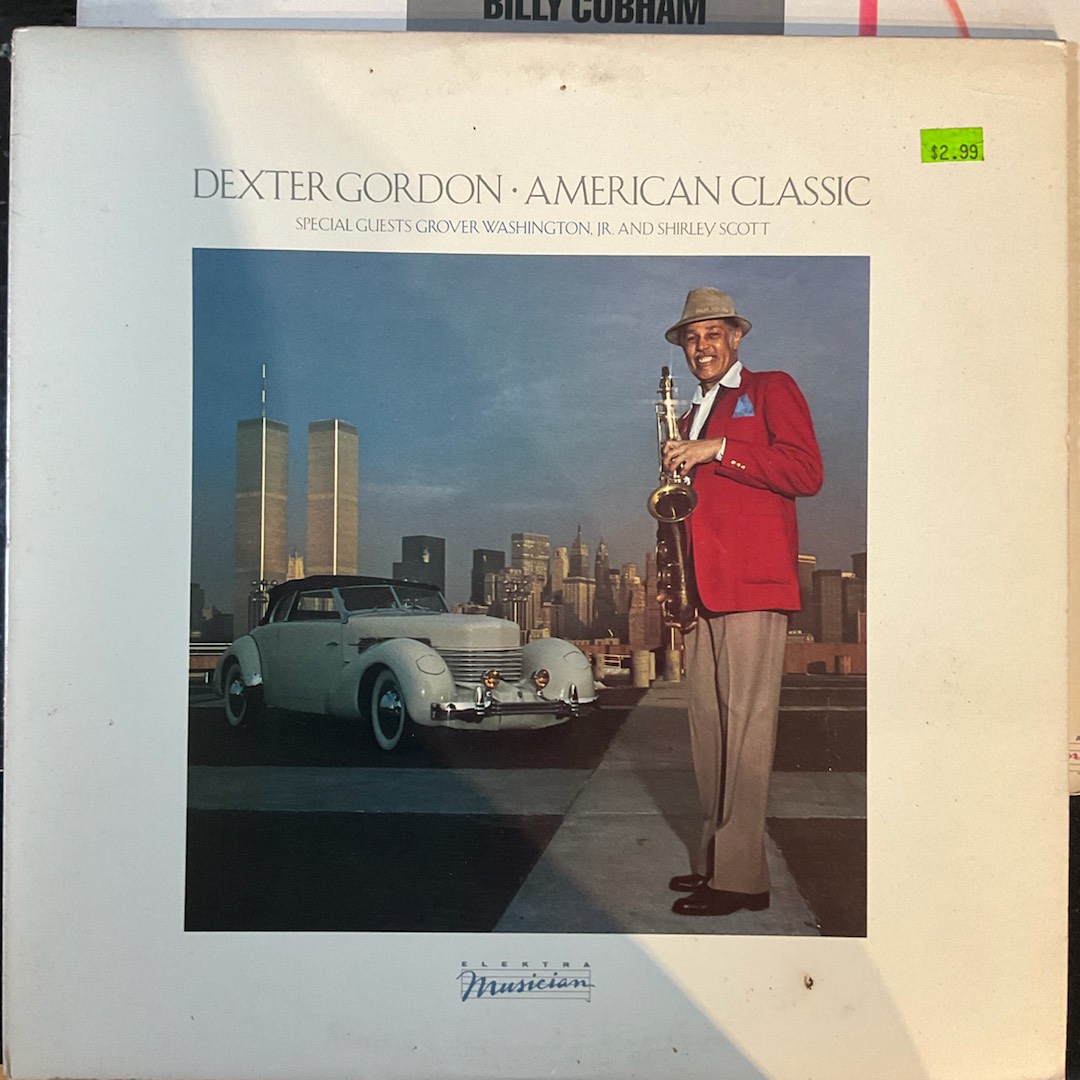 BILLY COBHAM
$2.99
DEXTER GORDON · AMERICAN CLASSIC
SPECIAL GUESTS GROVER WASHINGTON, JR. AND SHIRLEY SCOTT
ELEKTRA
Musician